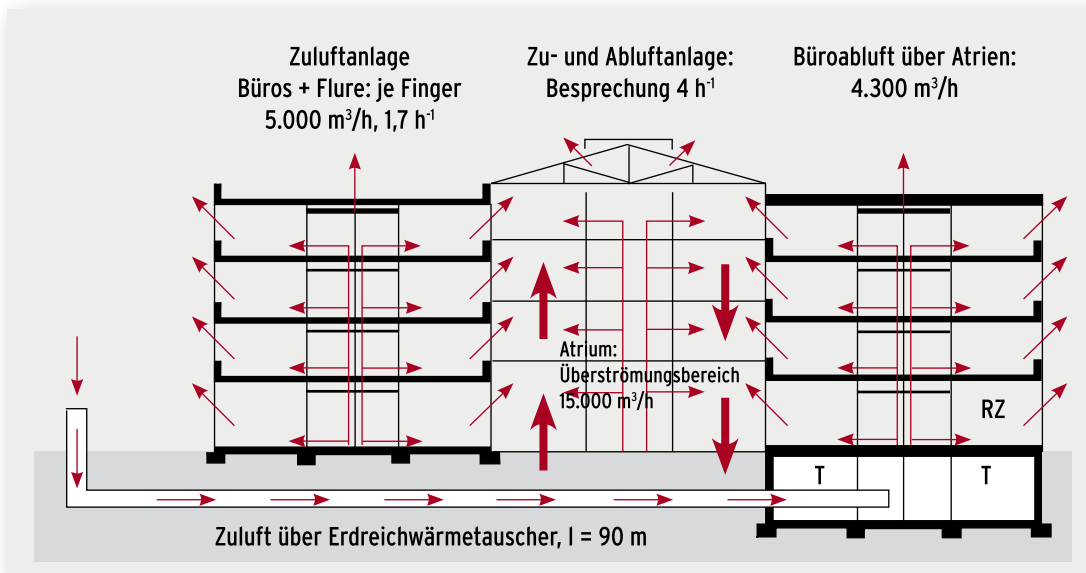 Zuluftanlage
Büros + Flure: je Finger
5.000 m³/h, 1,7 h⁻¹
Zu- und Abluftanlage:
Besprechung 4 h⁻¹
Büroabluft über Atrien:
4.300 m³/h
Atrium:
Überströmungsbereich
15.000 m³/h
RZ
T
T
Zuluft über Erdreichwärmetauscher, l = 90 m